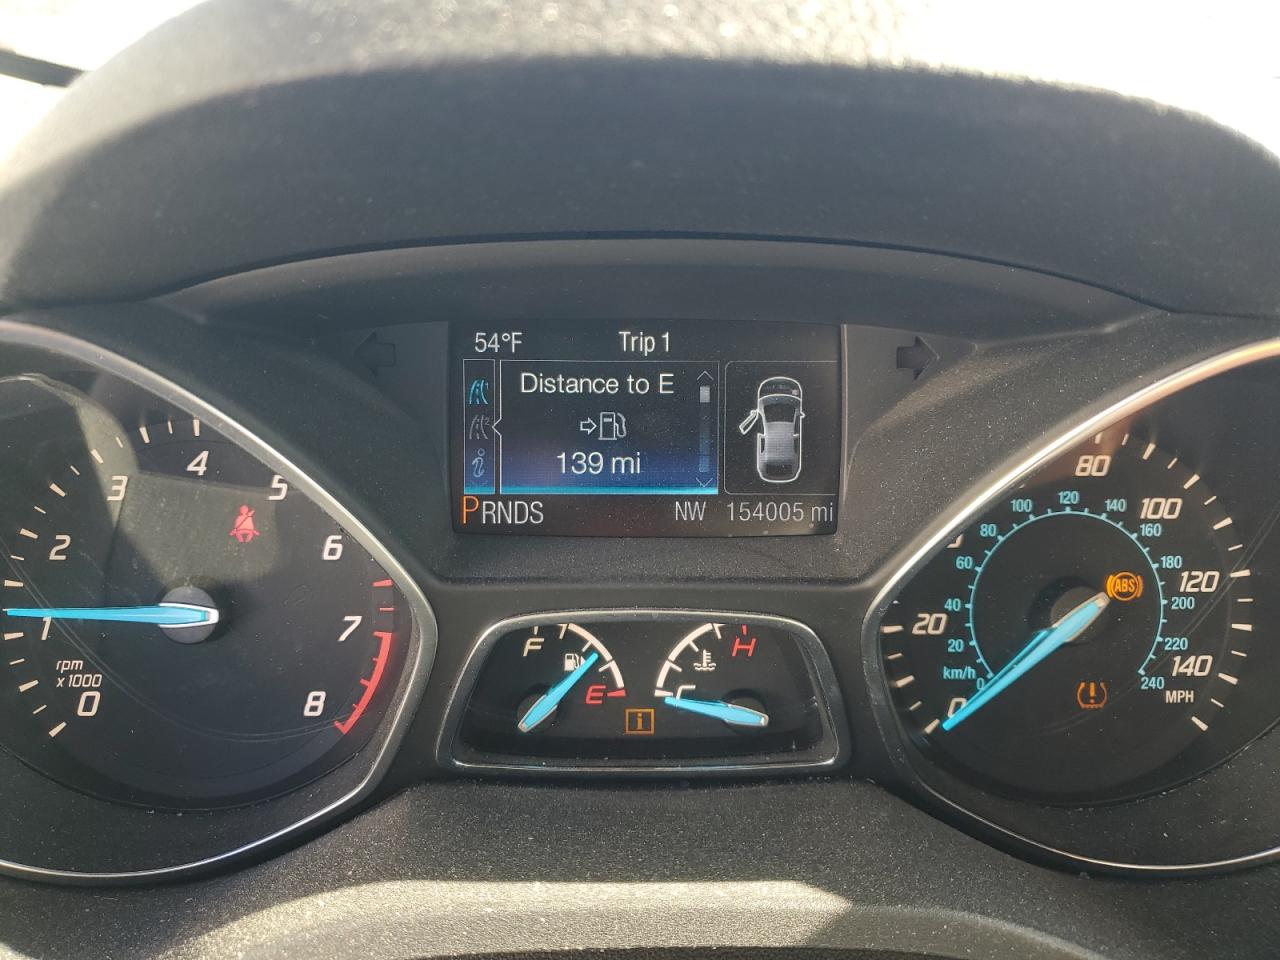 54°F Trip 1
Distance to E
139 mi
PRNDS NW 154005 mi
0 1 2 3 4 5 6 7 8
rpm
x1000
F E
i
C H
0 20 80 100 120 140
MPH
0 20 40 60 80 100 120 140 160 180 200 220 240
km/h
ABS